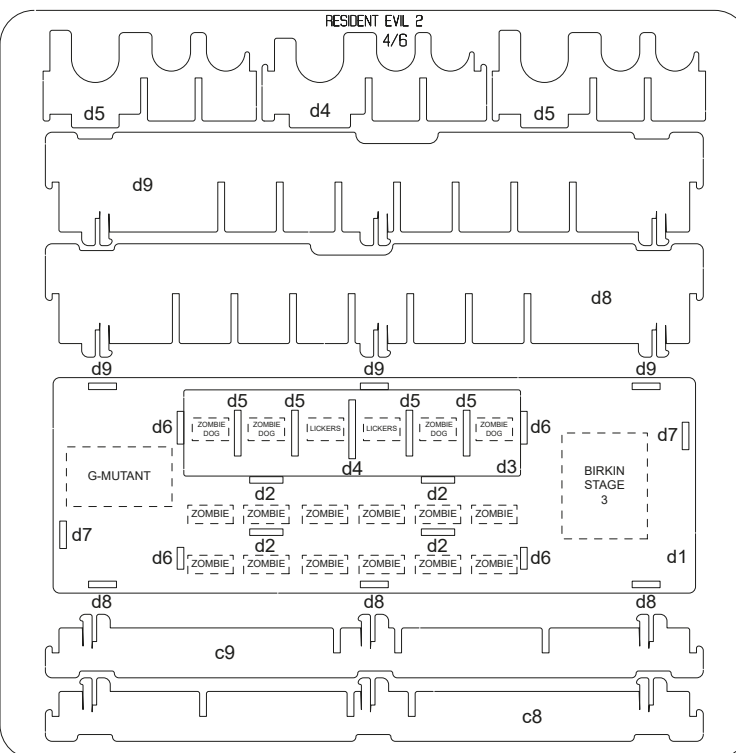 RESIDENT EVIL 2
4/6
d5 d4 d5
d9
d8
d9 d9 d9
d5 d5 d5 d5
d6 ZOMBIE DOG ZOMBIE DOG LICKERS LICKERS ZOMBIE DOG ZOMBIE DOG d6 d7
d4 d3
G-MUTANT
BIRKIN
STAGE
3
d2 d2
ZOMBIE ZOMBIE ZOMBIE ZOMBIE ZOMBIE ZOMBIE
d7
d2 d2
d6 ZOMBIE ZOMBIE ZOMBIE ZOMBIE ZOMBIE ZOMBIE d6 d1
d8 d8 d8
c9
c8